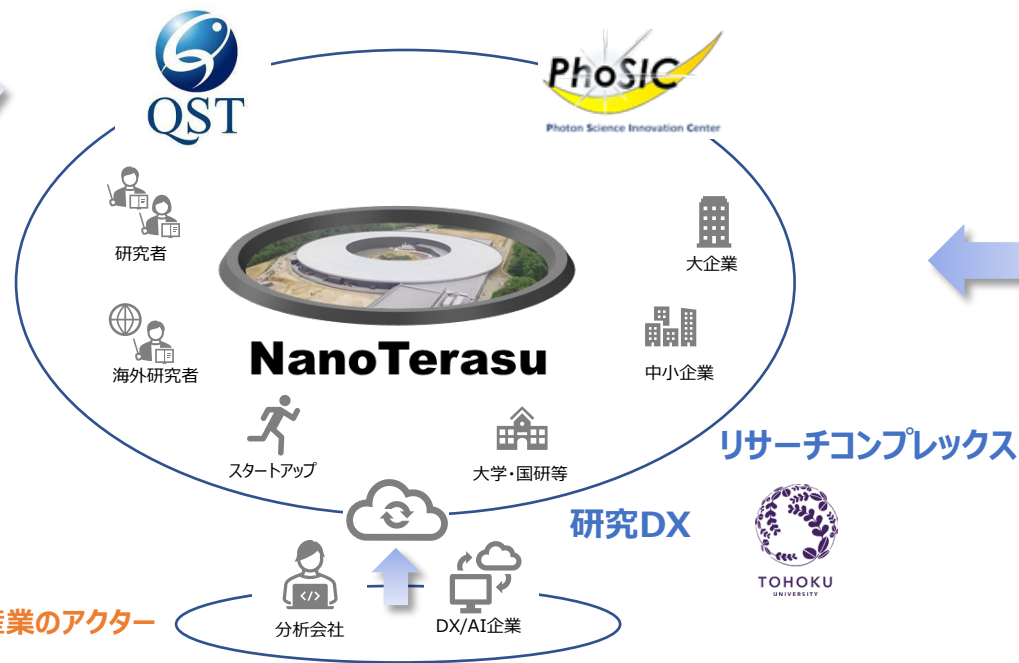 QST
PhoSIC
Photon Science Innovation Center
研究者
大企業
海外研究者
NanoTerasu
中小企業
スタートアップ
大学・国研等
リサーチコンプレックス
研究DX
TOHOKU
UNIVERSITY
業のアクター
分析会社
DX/AI企業